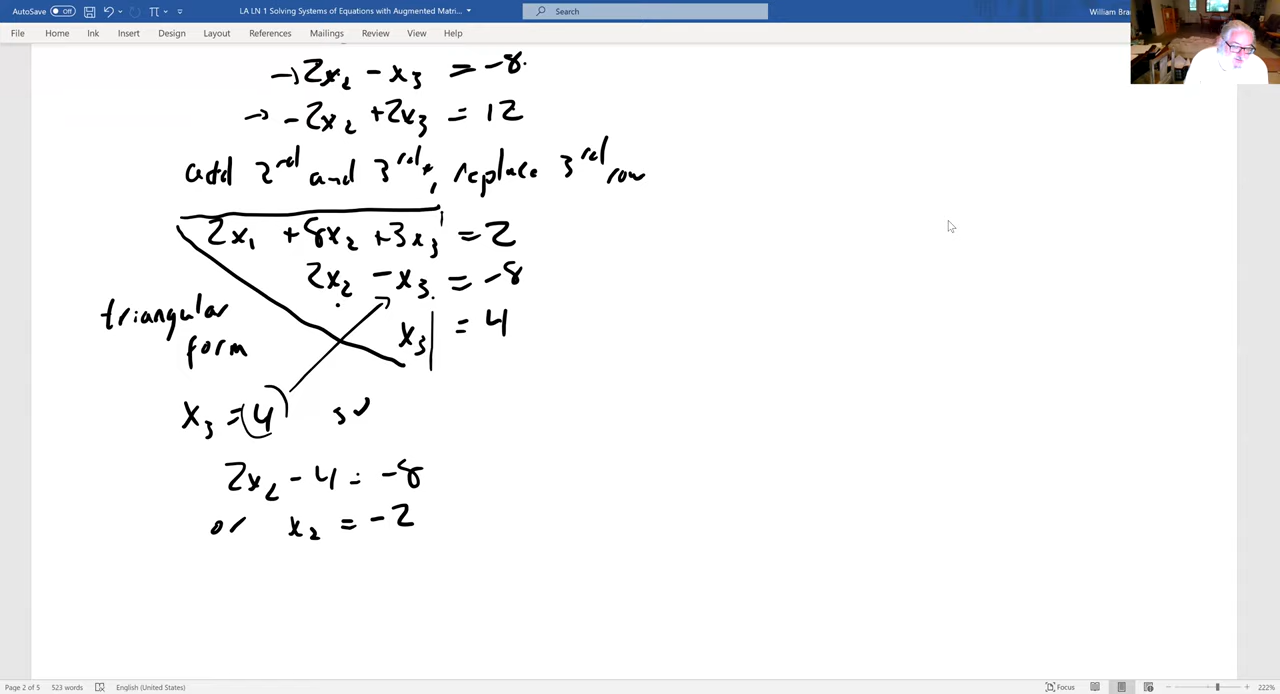 AutoSave Off LA LN 1 Solving Systems of Equations with Augmented Matri... Search William Bra
File Home Ink Insert Design Layout References Mailings Review View Help
→ 2x₂ - x₃ = -8
→ -2x₂ + 2x₃ = 12
add 2rd and 3rd, replace 3rd row
2x₁ + 8x₂ + 3x₃ = 2
2x₂ - x₃ = -8
x₃ = 4
triangular
form
x₃ = 4 so
2x₂ - 4 = -8
or x₂ = -2
Page 2 of 5 523 words English (United States) Focus 222%